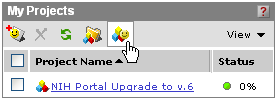 My Projects ?
View
Project Name Status
NIH Portal Upgrade to v.6 0%